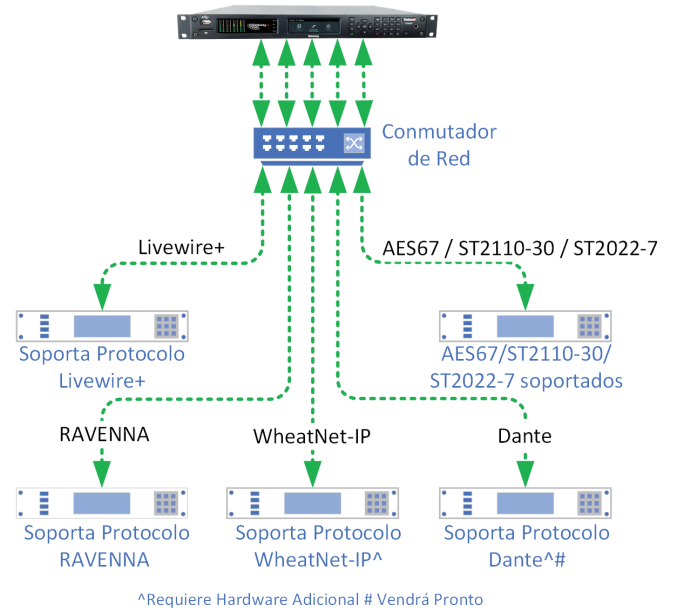 Conmutador
de Red
Livewire+
AES67 / ST2110-30 / ST2022-7
Soporta Protocolo
Livewire+
AES67/ST2110-30/
ST2022-7 soportados
RAVENNA
WheatNet-IP
Dante
Soporta Protocolo
RAVENNA
Soporta Protocolo
WheatNet-IP^
Soporta Protocolo
Dante^#
^Requiere Hardware Adicional # Vendrá Pronto